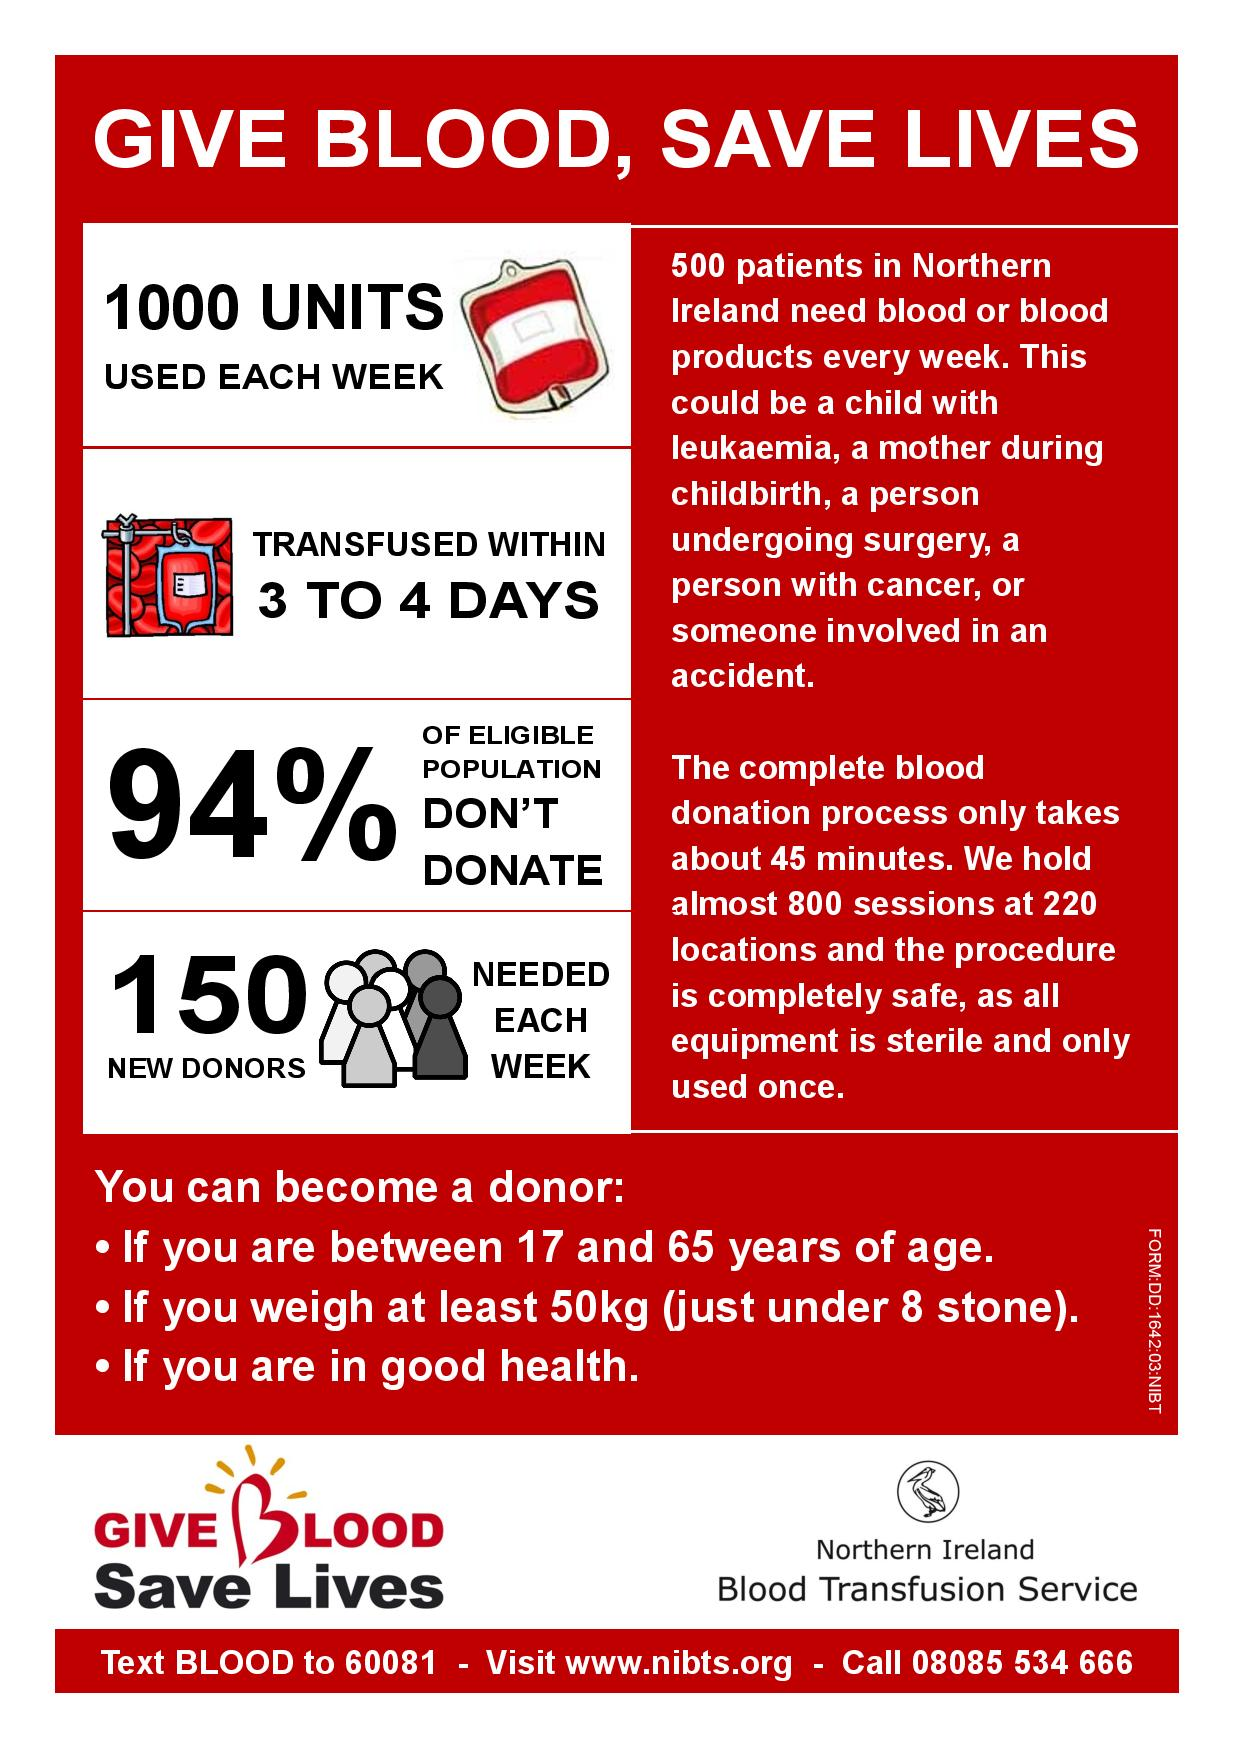 GIVE BLOOD, SAVE LIVES
1000 UNITS
USED EACH WEEK
TRANSFUSED WITHIN
3 TO 4 DAYS
94%
OF ELIGIBLE
POPULATION
DON’T
DONATE
150
NEW DONORS
NEEDED
EACH
WEEK
500 patients in Northern
Ireland need blood or blood
products every week. This
could be a child with
leukaemia, a mother during
childbirth, a person
undergoing surgery, a
person with cancer, or
someone involved in an
accident.
The complete blood
donation process only takes
about 45 minutes. We hold
almost 800 sessions at 220
locations and the procedure
is completely safe, as all
equipment is sterile and only
used once.
You can become a donor:
• If you are between 17 and 65 years of age.
• If you weigh at least 50kg (just under 8 stone).
• If you are in good health.
FORM:DD:1642:03:NIBT
GIVE BLOOD
Save Lives
Northern Ireland
Blood Transfusion Service
Text BLOOD to 60081 - Visit www.nibts.org - Call 08085 534 666